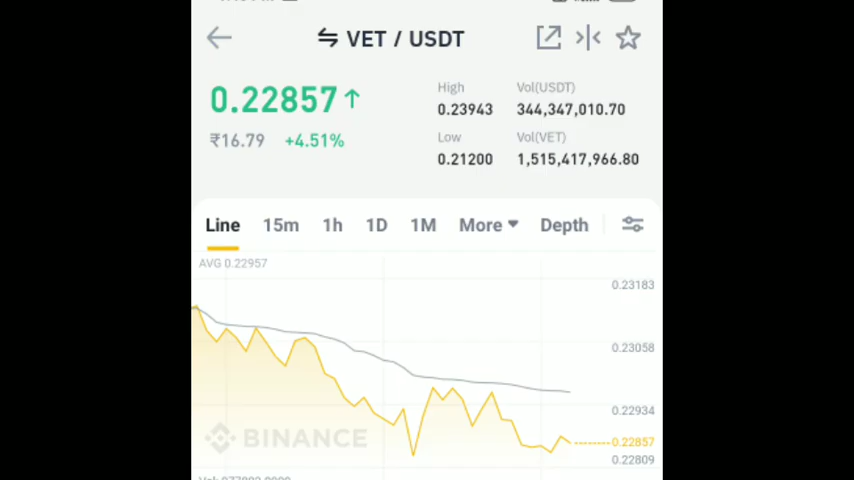 VET / USDT
0.22857↑
₹16.79 +4.51%
High
0.23943
Low
0.21200
Vol(USDT)
344,347,010.70
Vol(VET)
1,515,417,966.80
Line 15m 1h 1D 1M More Depth
AVG 0.22957
0.23183
0.23058
0.22934
0.22857
0.22809
BINANCE